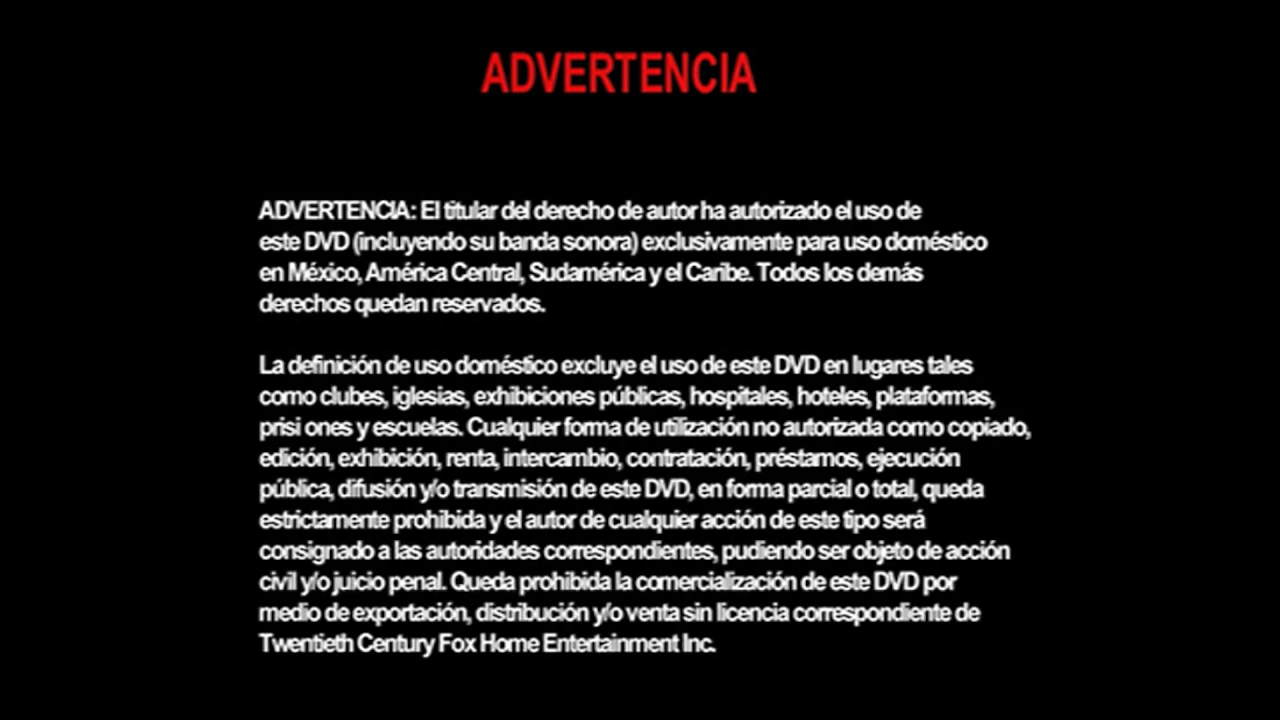 ADVERTENCIA
ADVERTENCIA: El titular del derecho de autor ha autorizado el uso de
este DVD (incluyendo su banda sonora) exclusivamente para uso doméstico
en México, América Central, Sudamérica y el Caribe. Todos los demás
derechos quedan reservados.
La definición de uso doméstico excluye el uso de este DVD en lugares tales
como clubes, iglesias, exhibiciones públicas, hospitales, hoteles, plataformas,
prisi ones y escuelas. Cualquier forma de utilización no autorizada como copiado,
edición, exhibición, renta, intercambio, contratación, préstamos, ejecución
pública, difusión y/o transmisión de este DVD, en forma parcial o total, queda
estrictamente prohibida y el autor de cualquier acción de este tipo será
consignado a las autoridades correspondientes, pudiendo ser objeto de acción
civil y/o juicio penal. Queda prohibida la comercialización de este DVD por
medio de exportación, distribución y/o venta sin licencia correspondiente de
Twentieth Century Fox Home Entertainment Inc.